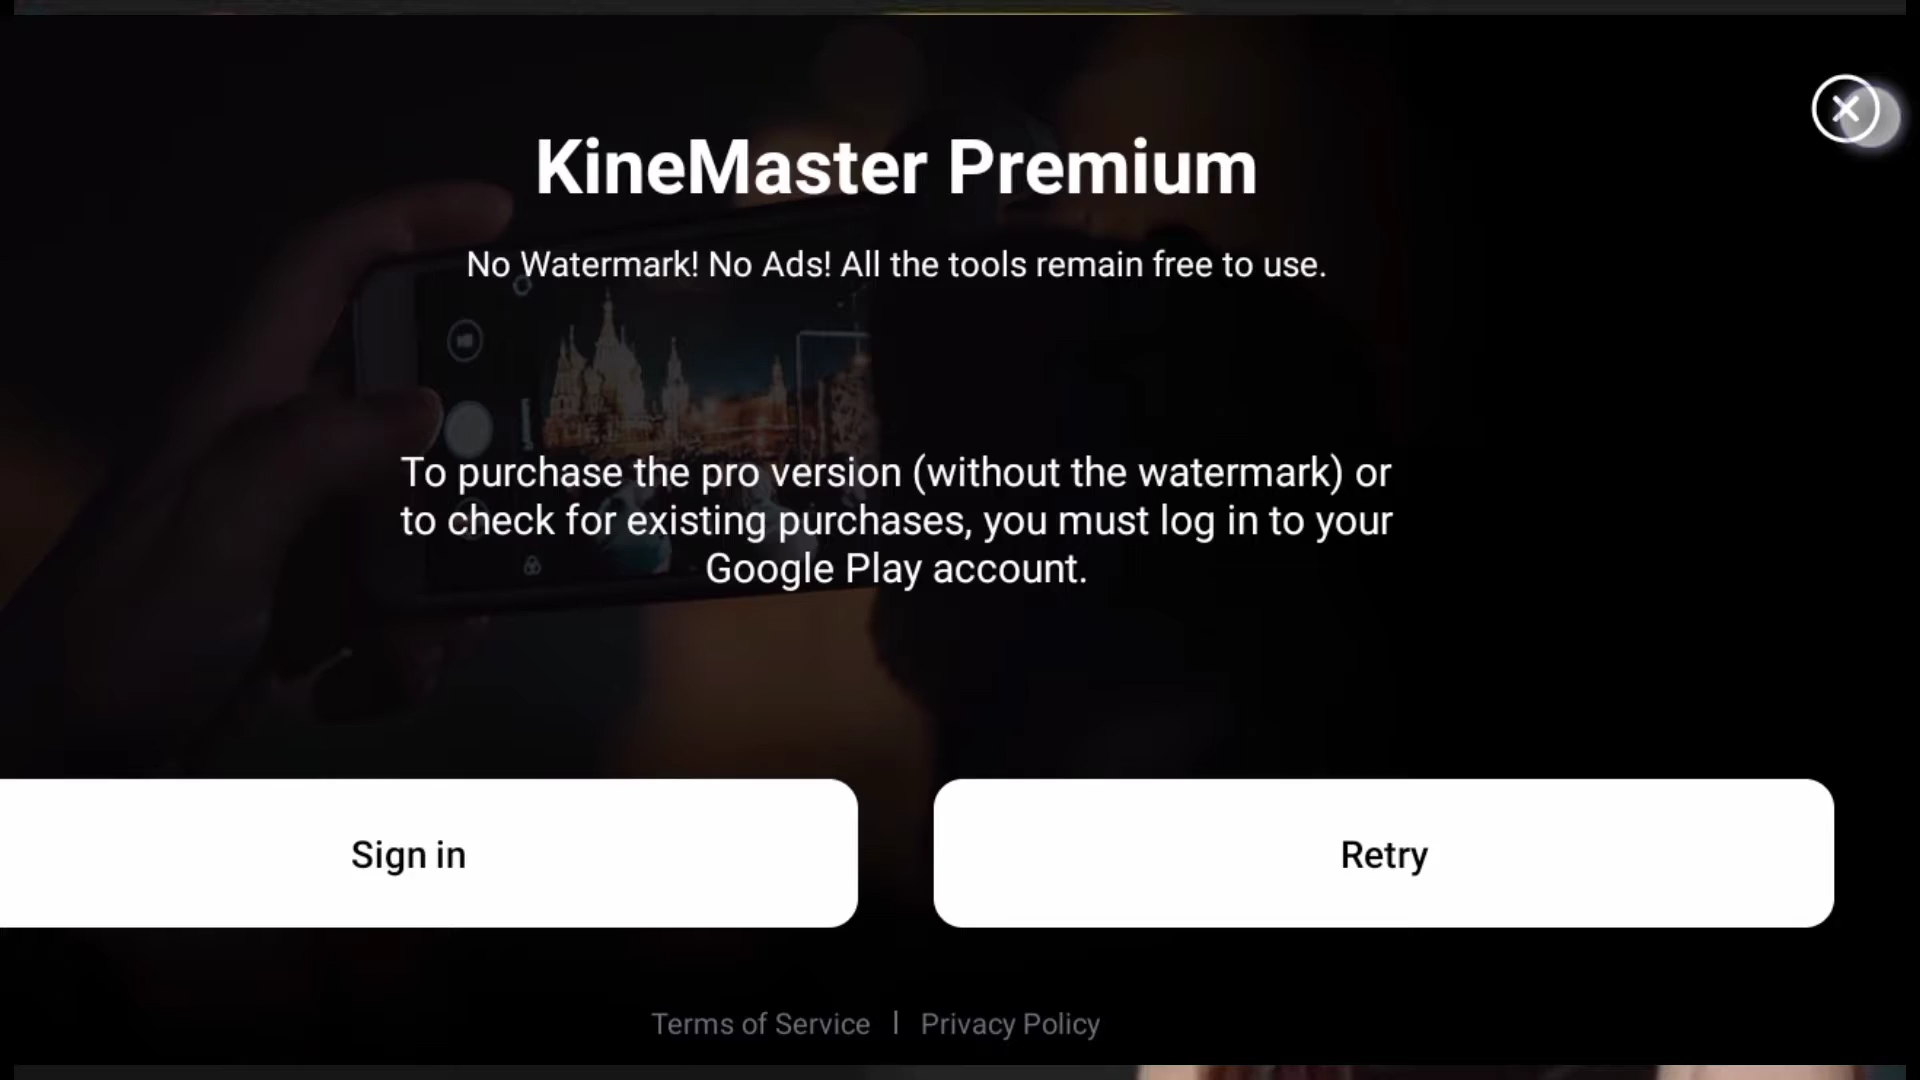 KineMaster Premium
No Watermark! No Ads! All the tools remain free to use.
To purchase the pro version (without the watermark) or
to check for existing purchases, you must log in to your
Google Play account.
Sign in
Retry
Terms of Service | Privacy Policy